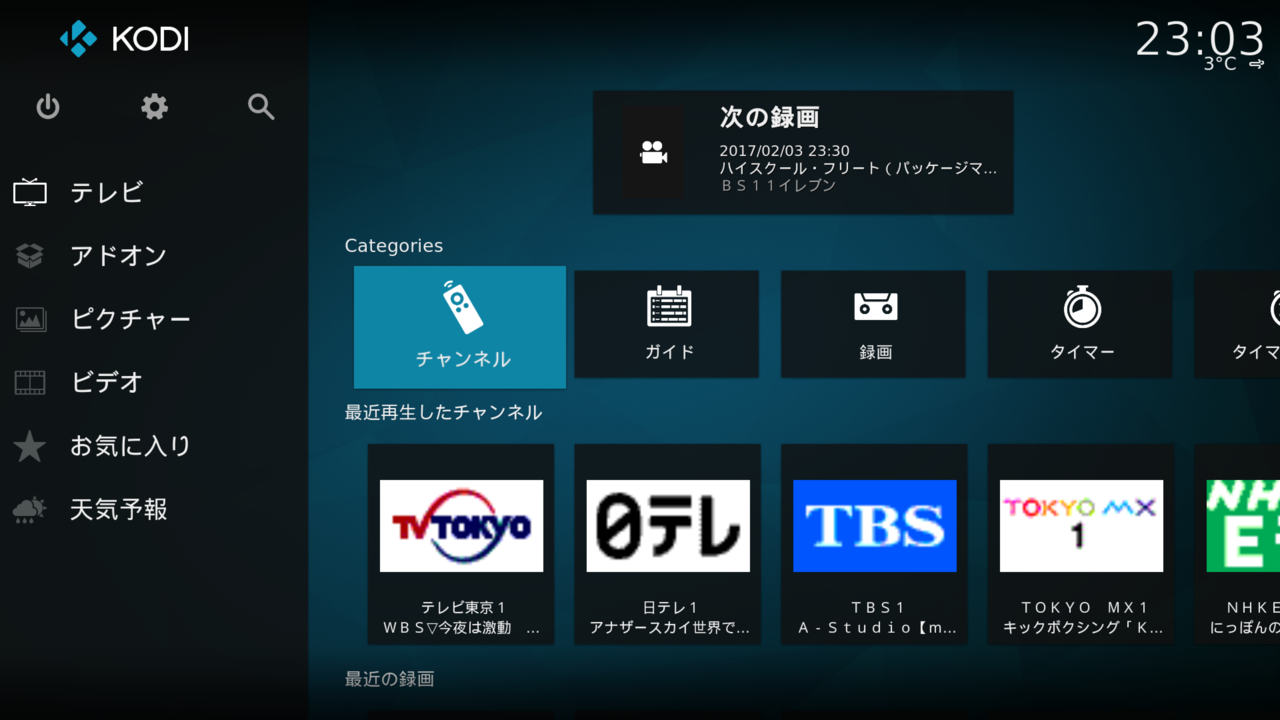 KODI
23:03
3°C
次の録画
2017/02/03 23:30
ハイスクール・フリート ( パッケージマ...
ＢＳ１１イレブン
テレビ
アドオン
ピクチャー
ビデオ
お気に入り
天気予報
Categories
チャンネル
ガイド
録画
タイマー
タイマ
最近再生したチャンネル
TV TOKYO
日テレ
TBS
TOKYO MX
1
NH
E
テレビ東京１
ＷＢＳ▽今夜は激動　...
日テレ１
アナザースカイ世界で...
ＴＢＳ１
Ａ‐Ｓｔｕｄｉｏ【ｍ...
ＴＯＫＹＯ　ＭＸ１
キックボクシング「Ｋ...
ＮＨＫＥ
にっぽんの
最近の録画